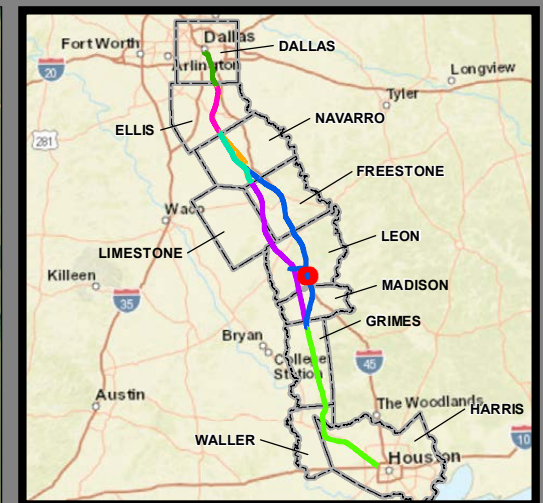 Fort Worth
Dallas
DALLAS
Arlington
20
Longview
Tyler
ELLIS
NAVARRO
281
FREESTONE
Waco
LEON
LIMESTONE
Killeen
MADISON
35
GRIMES
Bryan
College
Station
45
Austin
The Woodlands
HARRIS
WALLER
10
Houston